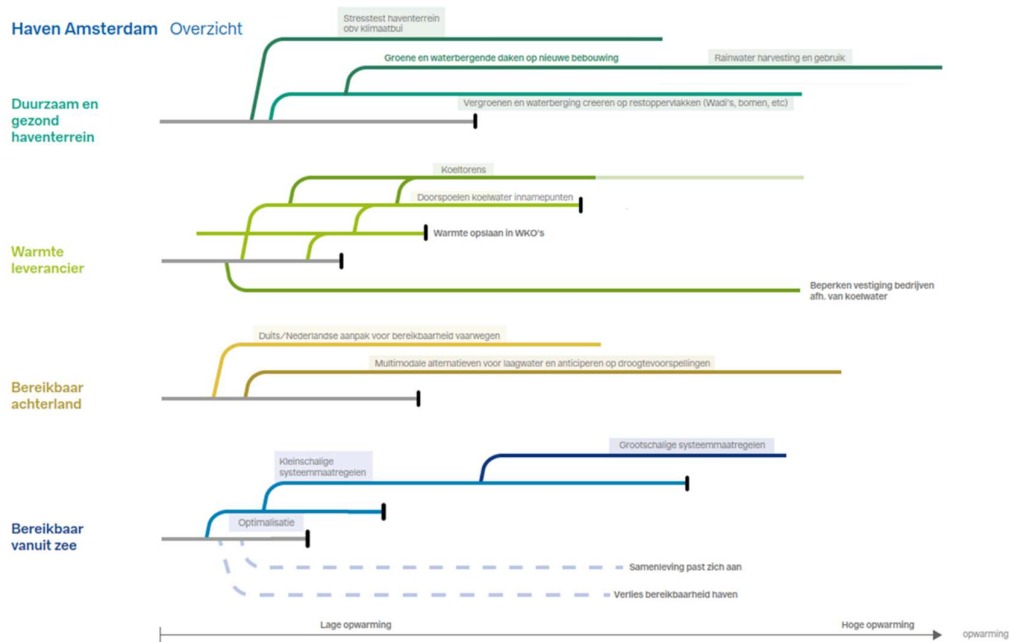 Haven Amsterdam Overzicht
Stresstest haventerrein
obv klimaatbui
Groene en waterbergende daken op nieuwe bebouwing
Rainwater harvesting en gebruik
Duurzaam en
gezond
haventerrein
Vergroenen en waterberging creeren op restoppervlakken (Wadi's, bomen, etc)
Koeltorens
Doorspoelen koelwater innamepunten
Warmte opslaan in WKO's
Warmte
leverancier
Beperken vestiging bedrijven
afh. van koelwater
Duits/Nederlandse aanpak voor bereikbaarheid vaarwegen
Multimodale alternatieven voor laagwater en anticiperen op droogtevoorspellingen
Bereikbaar
achterland
Grootschalige systeemmaatregelen
Kleinschalige
systeemmaatregelen
Optimalisatie
Bereikbaar
vanuit zee
Samenleving past zich aan
Verlies bereikbaarheid haven
Lage opwarming
Hoge opwarming
opwarming